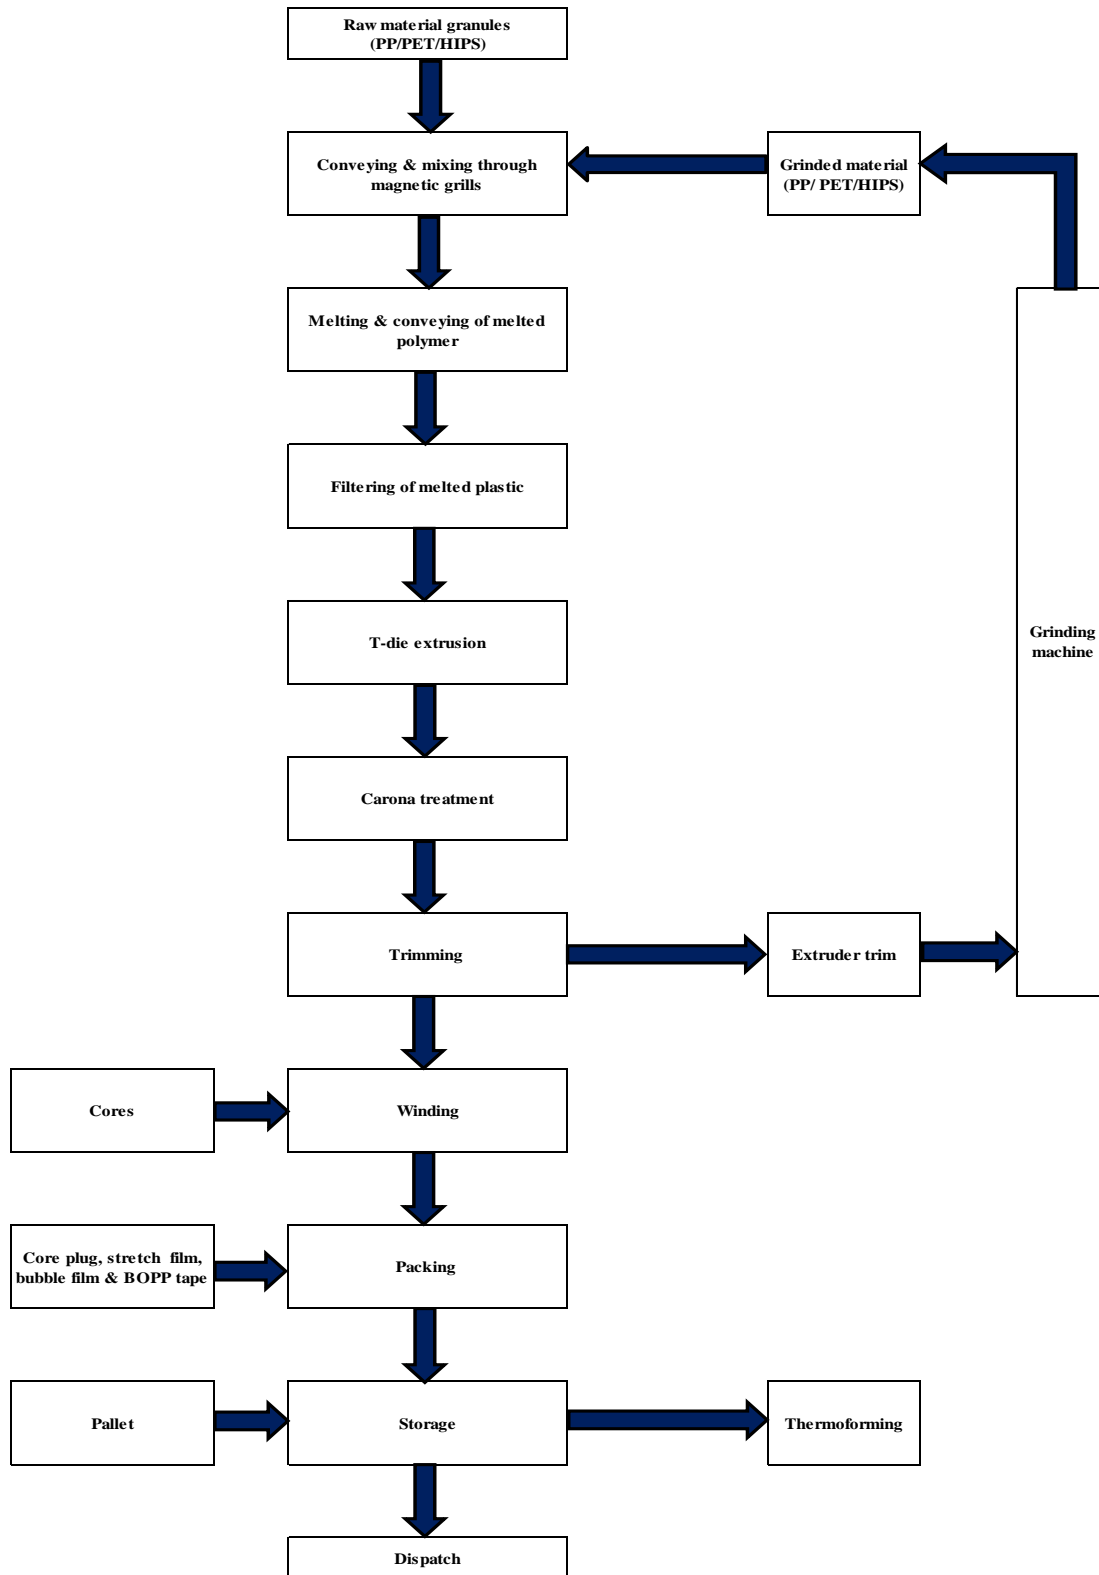 Raw material granules
(PP/PET/HIPS)
Conveying & mixing through
magnetic grills
Grinded material
(PP/ PET/HIPS)
Melting & conveying of melted
polymer
Filtering of melted plastic
T-die extrusion
Grinding
machine
Carona treatment
Trimming
Extruder trim
Cores
Winding
Core plug, stretch film,
bubble film & BOPP tape
Packing
Pallet
Storage
Thermoforming
Dispatch